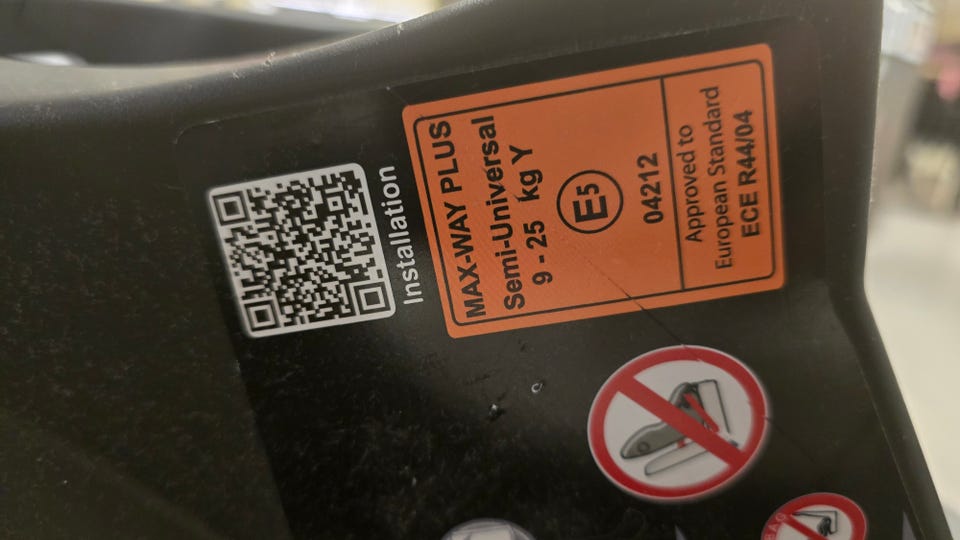 Installation
MAX-WAY PLUS
Semi-Universal
9 - 25 kg Y
E5
04212
Approved to
European Standard
ECE R44/04